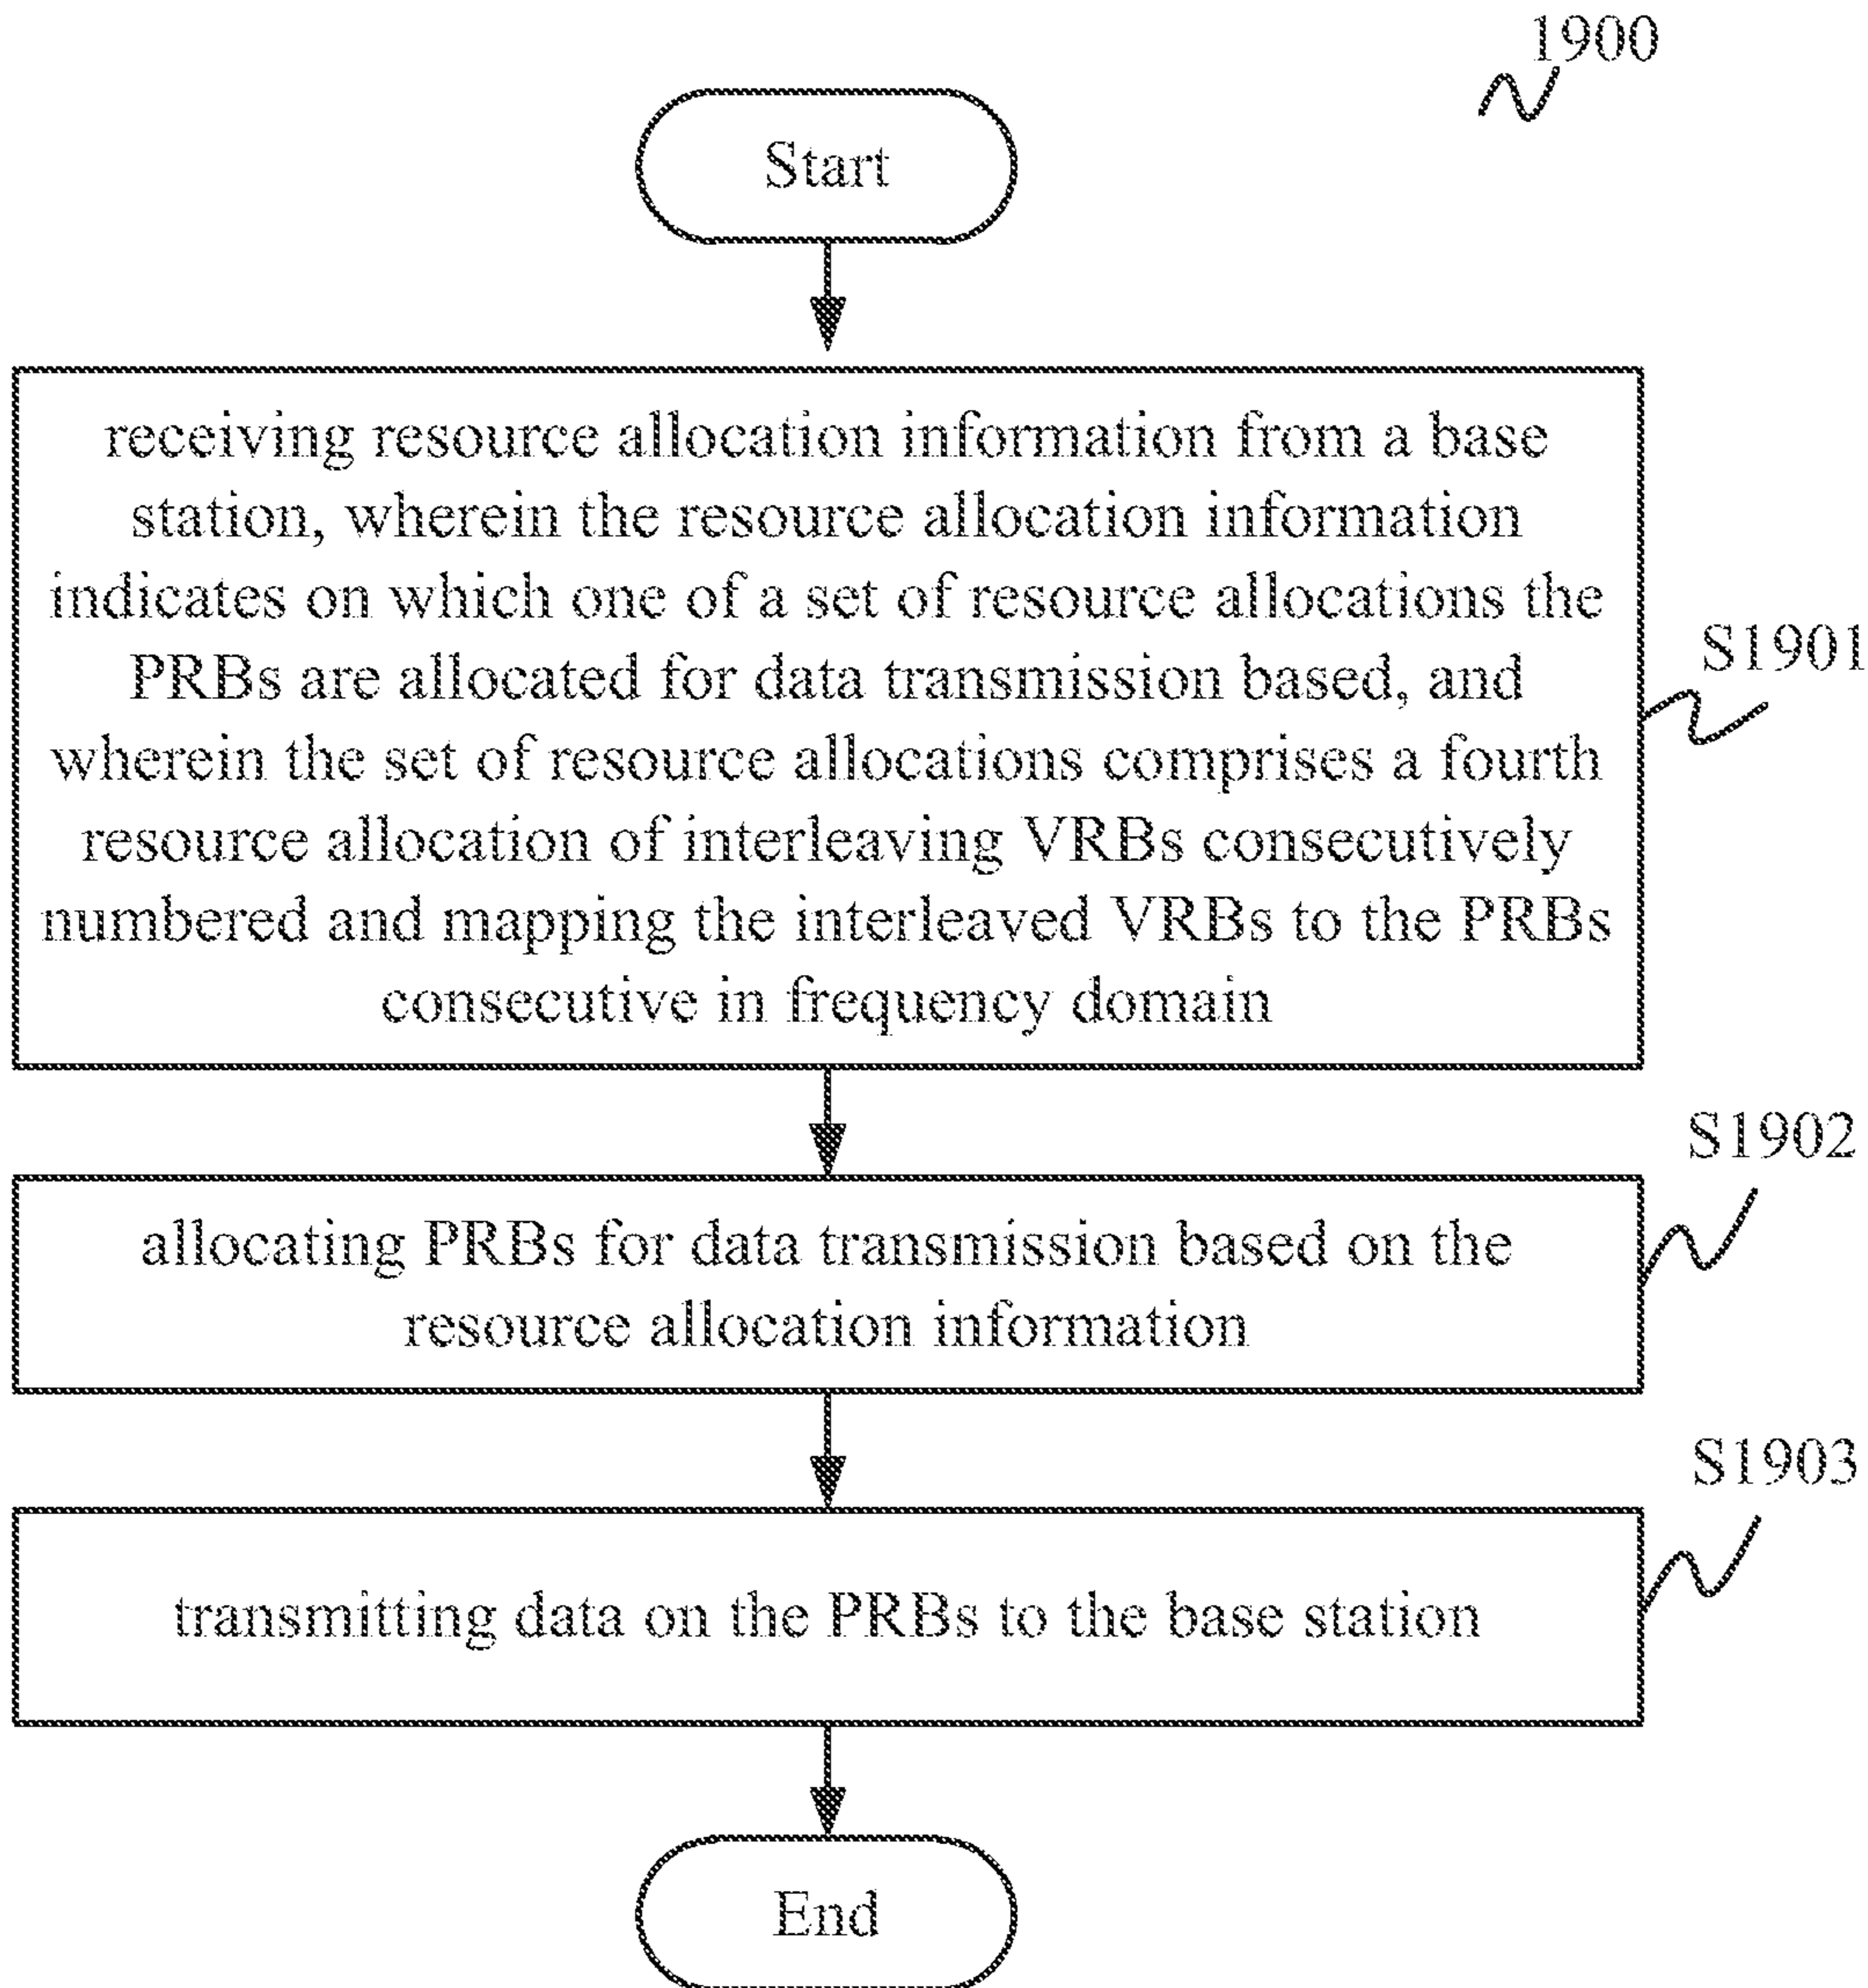 1900
Start
receiving resource allocation information from a base
station, wherein the resource allocation information
indicates on which one of a set of resource allocations the
PRBs are allocated for data transmission based, and
wherein the set of resource allocations comprises a fourth
resource allocation of interleaving VRBs consecutively
numbered and mapping the interleaved VRBs to the PRBs
consecutive in frequency domain
S1901
S1902
allocating PRBs for data transmission based on the
resource allocation information
S1903
transmitting data on the PRBs to the base station
End